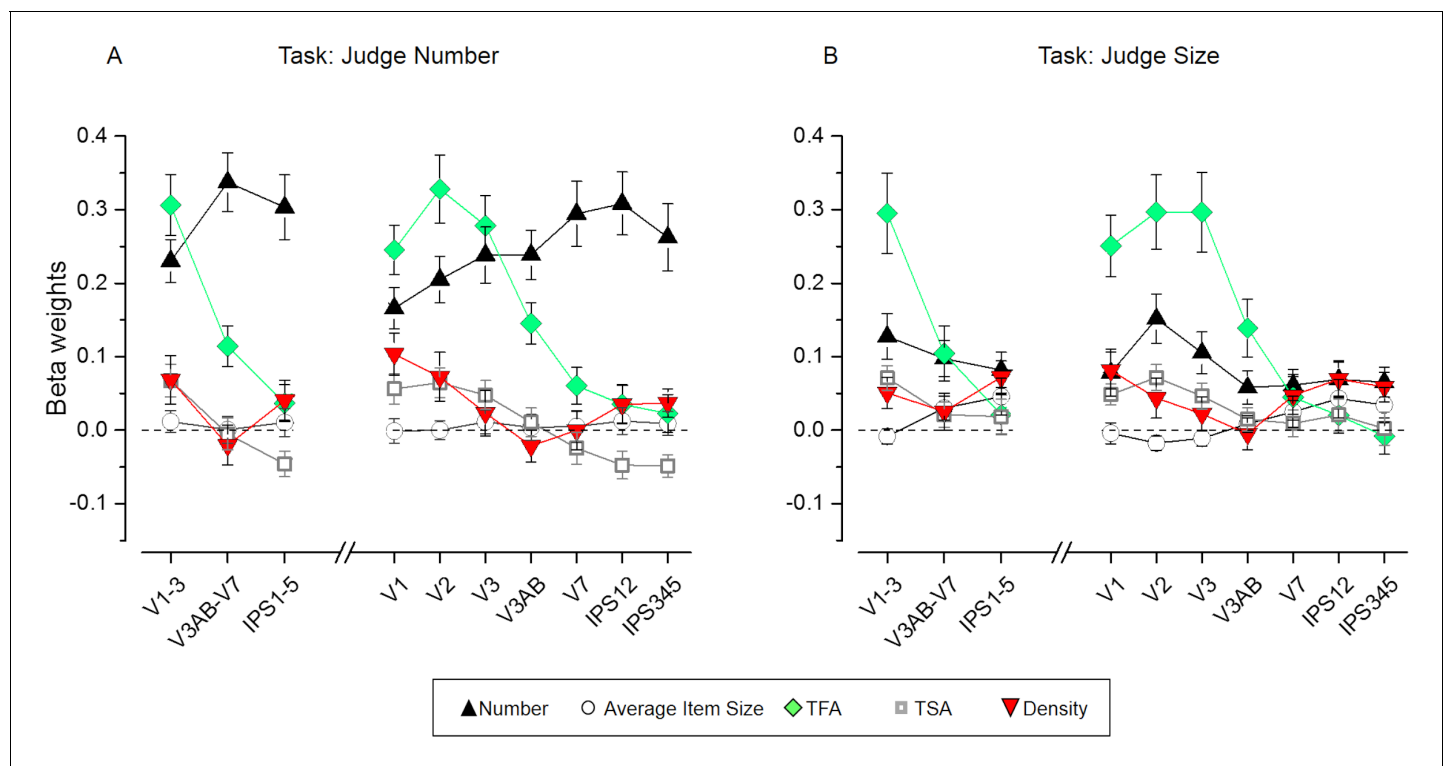 A Task: Judge Number
B Task: Judge Size
Beta weights
0.4
0.3
0.2
0.1
0.0
-0.1
V1-3
V3AB-V7
IPS1-5
V1
V2
V3
V3AB
V7
IPS12
IPS345
0.4
0.3
0.2
0.1
0.0
-0.1
V1-3
V3AB-V7
IPS1-5
V1
V2
V3
V3AB
V7
IPS12
IPS345
Number Average Item Size TFA TSA Density